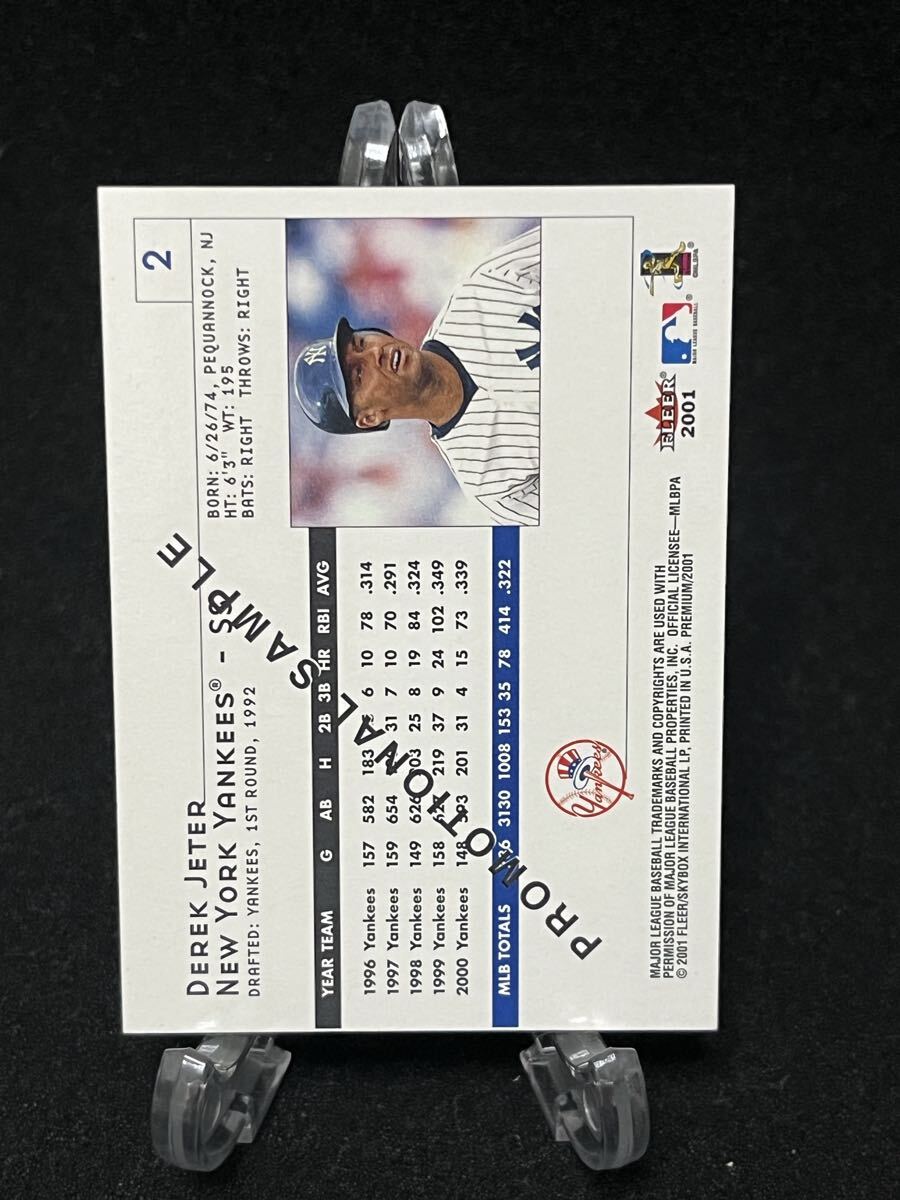 2
DEREK JETER
NEW YORK YANKEES® - SS
DRAFTED: YANKEES, 1ST ROUND, 1992
BORN: 6/26/74, PEQUANNOCK, NJ
HT: 6'3" WT: 195
BATS: RIGHT THROWS: RIGHT
NY
PROMOTIONAL SAMPLE
YEAR TEAM G AB H 2B 3B HR RBI AVG
1996 Yankees 157 582 183 6 10 78 .314
1997 Yankees 159 654 31 7 10 70 .291
1998 Yankees 149 626 25 8 19 84 .324
1999 Yankees 158 219 37 9 24 102 .349
2000 Yankees 148 201 31 4 15 73 .339
MLB TOTALS 3130 1008 153 35 78 414 .322
Yankees
MAJOR LEAGUE BASEBALL TRADEMARKS AND COPYRIGHTS ARE USED WITH
PERMISSION OF MAJOR LEAGUE BASEBALL PROPERTIES, INC. OFFICIAL LICENSEE—MLBPA
© 2001 FLEER/SKYBOX INTERNATIONAL LP, PRINTED IN U.S.A. PREMIUM/2001
FLEER®
2001
MAJOR LEAGUE BASEBALL
©MLBPA